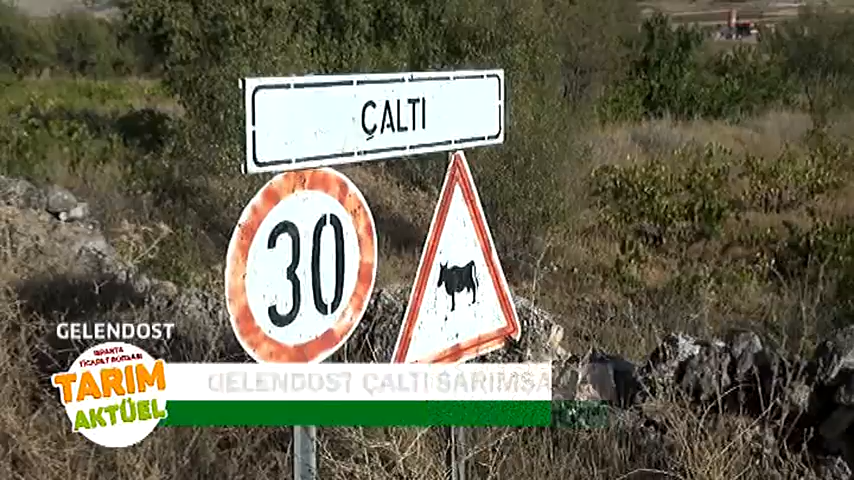 ÇALTI
30
GELENDOST
ISPARTA
TİCARET BORSASI
TARIM
AKTÜEL
GELENDOST ÇALTI SARIMSA